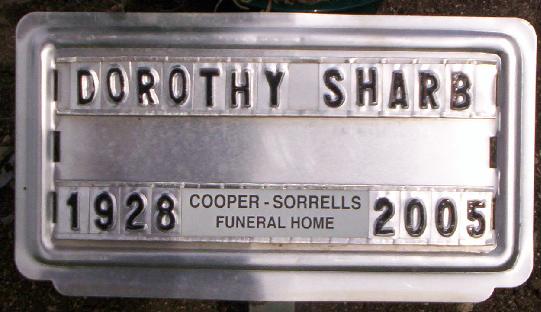 DOROTHY SHARB
1928 COOPER - SORRELLS FUNERAL HOME 2005